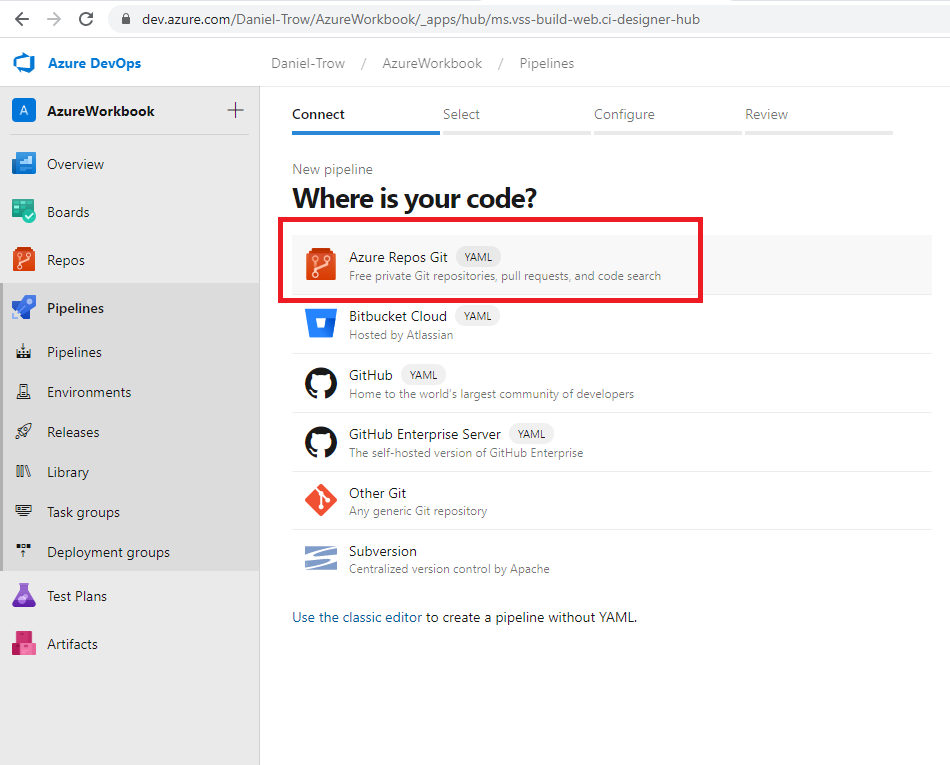 dev.azure.com/Daniel-Trow/AzureWorkbook/_apps/hub/ms.vss-build-web.ci-designer-hub
Azure DevOps
Daniel-Trow / AzureWorkbook / Pipelines
A AzureWorkbook +
Overview
Boards
Repos
Pipelines
Pipelines
Environments
Releases
Library
Task groups
Deployment groups
Test Plans
Artifacts
Connect Select Configure Review
New pipeline
Where is your code?
Azure Repos Git YAML
Free private Git repositories, pull requests, and code search
Bitbucket Cloud YAML
Hosted by Atlassian
GitHub YAML
Home to the world's largest community of developers
GitHub Enterprise Server YAML
The self-hosted version of GitHub Enterprise
Other Git
Any generic Git repository
Subversion
Centralized version control by Apache
Use the classic editor to create a pipeline without YAML.